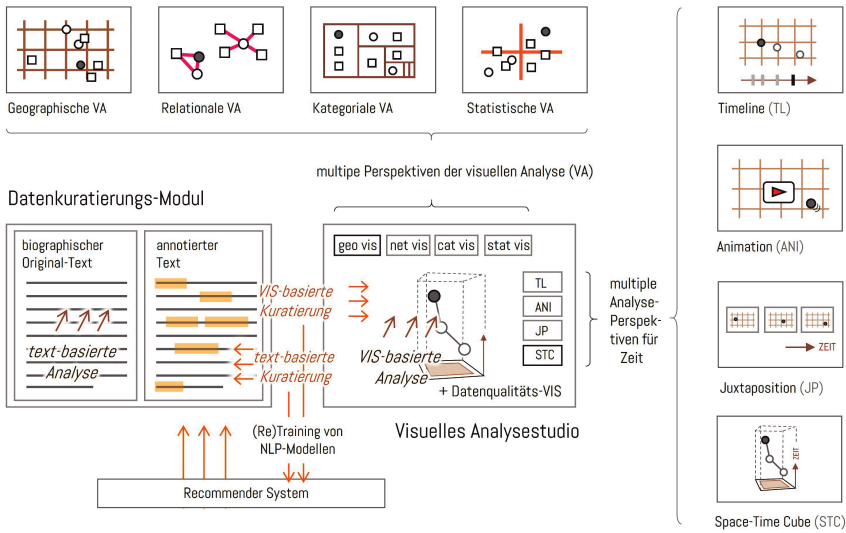 Geographische VA
Relationale VA
Kategoriale VA
Statistische VA
multipe Perspektiven der visuellen Analyse (VA)
Datenkuratierungs-Modul
biographischer
Original-Text
text-basierte
Analyse
annotierter
Text
VIS-basierte
Kuratierung
text-basierte
Kuratierung
geo vis
net vis
cat vis
stat vis
VIS-basierte
Analyse
TL
ANI
JP
STC
+ Datenqualitäts-VIS
Visuelles Analysestudio
multiple
Analyse-
Perspek-
tiven für
Zeit
(Re)Training von
NLP-Modellen
Recommender System
Timeline (TL)
Animation (ANI)
ZEIT
Juxtaposition (JP)
ZEIT
Space-Time Cube (STC)